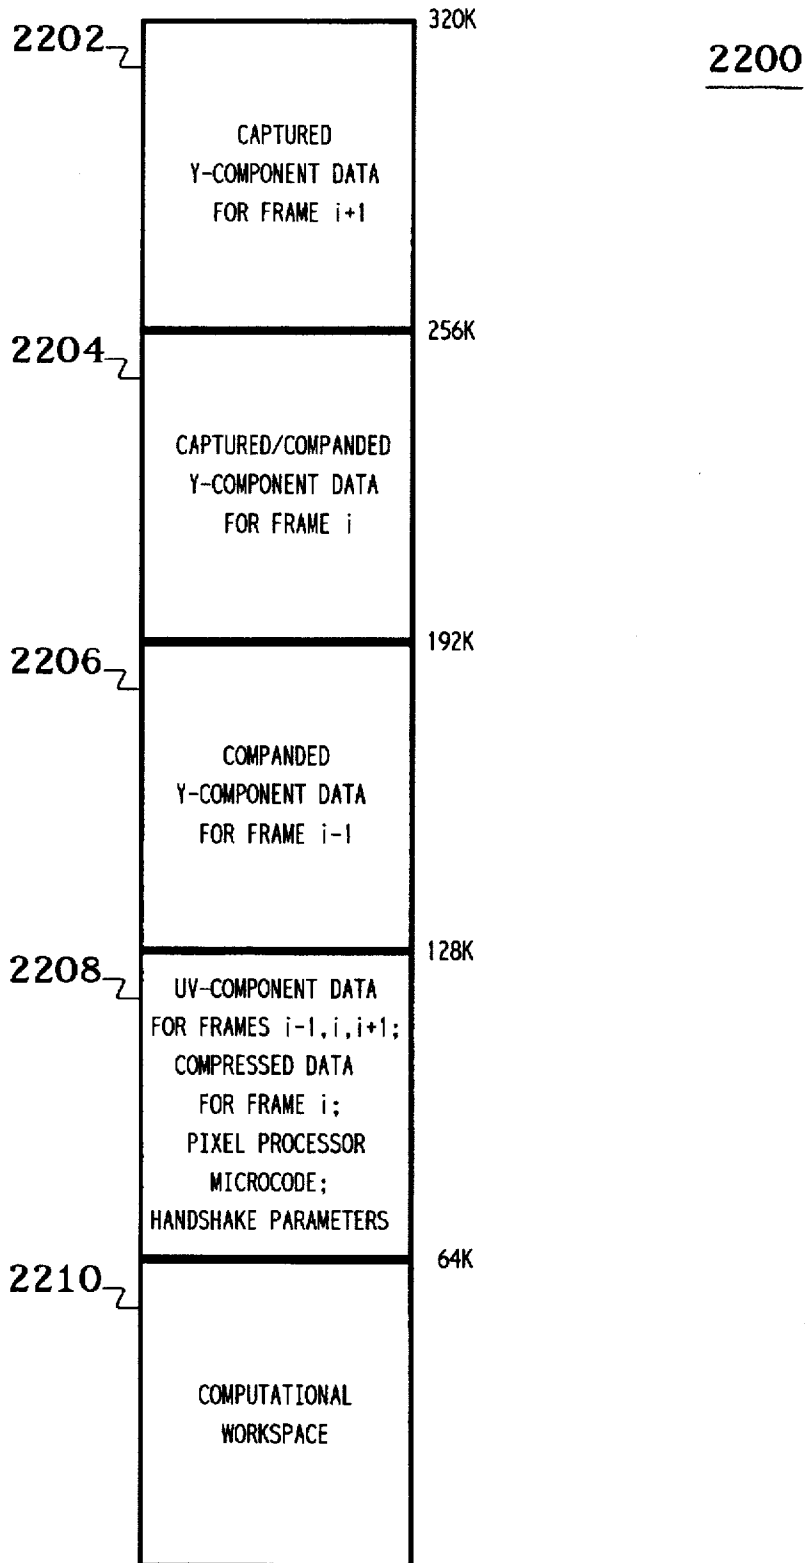 320K
2202
2200
CAPTURED
Y-COMPONENT DATA
FOR FRAME i+1
256K
2204
CAPTURED/COMPANDED
Y-COMPONENT DATA
FOR FRAME i
192K
2206
COMPANDED
Y-COMPONENT DATA
FOR FRAME i-1
128K
2208
UV-COMPONENT DATA
FOR FRAMES i-1,i,i+1;
COMPRESSED DATA
FOR FRAME i;
PIXEL PROCESSOR
MICROCODE;
HANDSHAKE PARAMETERS
64K
2210
COMPUTATIONAL
WORKSPACE